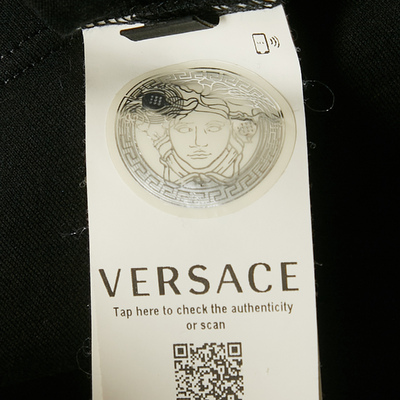 VERSACE
Tap here to check the authenticity
or scan